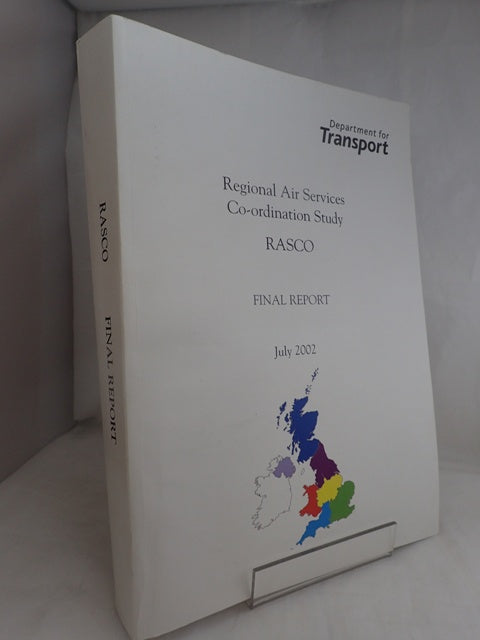 Department for
Transport
Regional Air Services
Co-ordination Study
RASCO
FINAL REPORT
July 2002
RASCO
FINAL REPORT